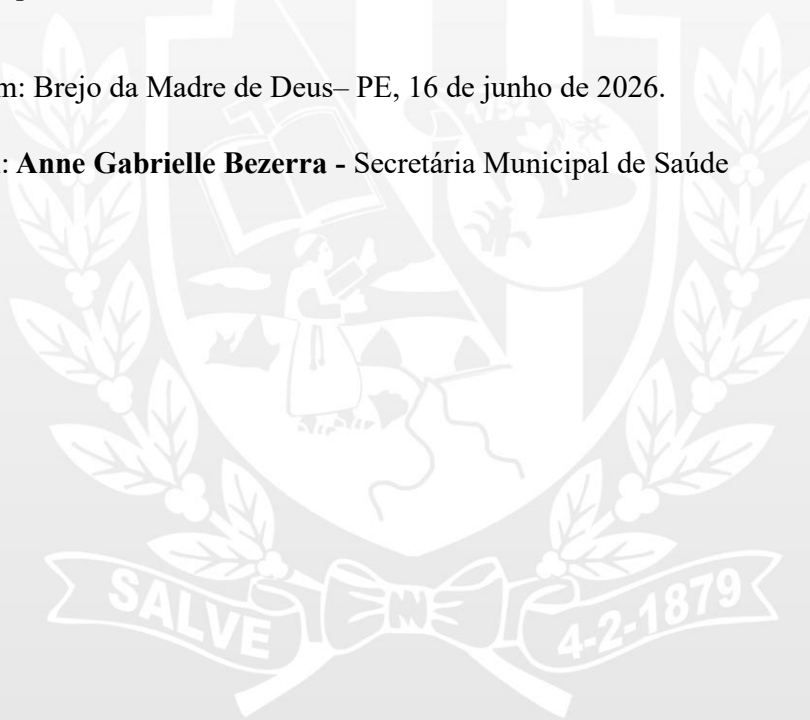 m: Brejo da Madre de Deus– PE, 16 de junho de 2026.
: Anne Gabrielle Bezerra - Secretária Municipal de Saúde
SALVE
4-2-1879